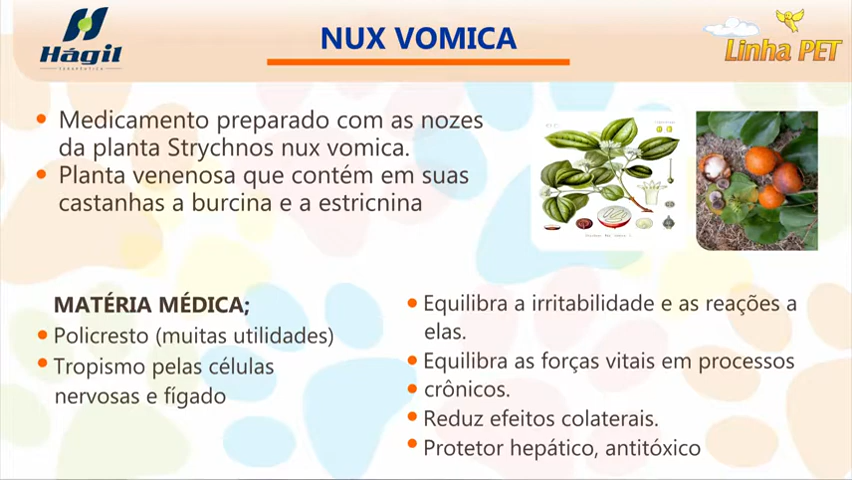 Hágil
TERAPÊUTICA
NUX VOMICA
Linha PET
• Medicamento preparado com as nozes
da planta Strychnos nux vomica.
• Planta venenosa que contém em suas
castanhas a burcina e a estricnina
MATÉRIA MÉDICA;
• Policresto (muitas utilidades)
• Tropismo pelas células
nervosas e fígado
• Equilibra a irritabilidade e as reações a
elas.
• Equilibra as forças vitais em processos
• crônicos.
• Reduz efeitos colaterais.
• Protetor hepático, antitóxico